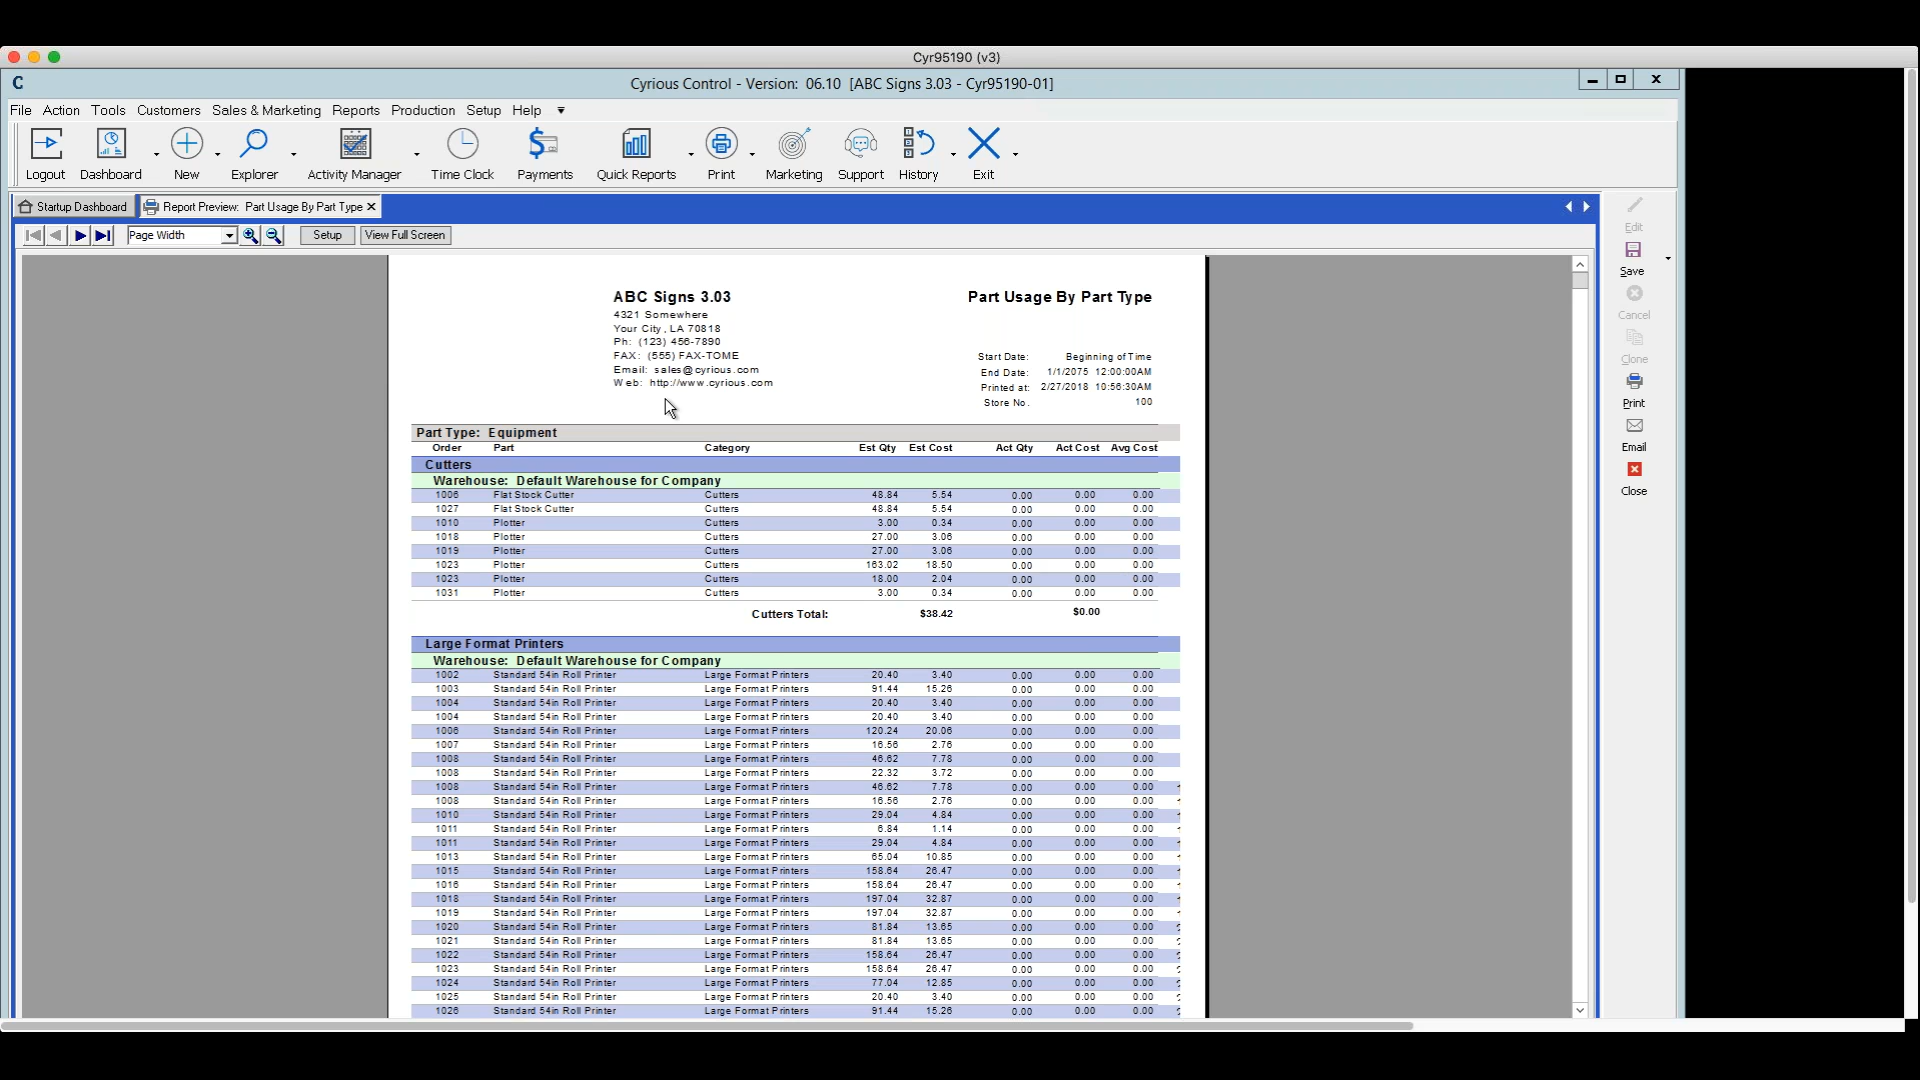 Cyr95190 (v3)
C
Cyrious Control - Version: 06.10 [ABC Signs 3.03 - Cyr95190-01]
File Action Tools Customers Sales & Marketing Reports Production Setup Help
Logout Dashboard New Explorer Activity Manager Time Clock Payments Quick Reports Print Marketing Support History Exit
Startup Dashboard Report Preview: Part Usage By Part Type
Page Width Setup View Full Screen
Edit
Save
Cancel
Clone
Print
Email
Close
ABC Signs 3.03
4321 Somewhere
Your City, LA 70818
Ph: (123) 456-7890
FAX: (555) FAX-TOME
Email: sales@cyrious.com
Web: http://www.cyrious.com
Part Usage By Part Type
Start Date: Beginning of Time
End Date: 1/1/2075 12:00:00AM
Printed at: 2/27/2018 10:56:30AM
Store No. 100
Part Type: Equipment
Order Part Category Est Qty Est Cost Act Qty Act Cost Avg Cost
Cutters
Warehouse: Default Warehouse for Company
1006 Flat Stock Cutter Cutters 48.84 5.54 0.00 0.00 0.00
1027 Flat Stock Cutter Cutters 48.84 5.54 0.00 0.00 0.00
1010 Plotter Cutters 3.00 0.34 0.00 0.00 0.00
1018 Plotter Cutters 27.00 3.06 0.00 0.00 0.00
1019 Plotter Cutters 27.00 3.06 0.00 0.00 0.00
1023 Plotter Cutters 163.02 18.50 0.00 0.00 0.00
1023 Plotter Cutters 18.00 2.04 0.00 0.00 0.00
1031 Plotter Cutters 3.00 0.34 0.00 0.00 0.00
Cutters Total: $38.42 $0.00
Large Format Printers
Warehouse: Default Warehouse for Company
1002 Standard 54in Roll Printer Large Format Printers 20.40 3.40 0.00 0.00 0.00
1003 Standard 54in Roll Printer Large Format Printers 91.44 15.26 0.00 0.00 0.00
1004 Standard 54in Roll Printer Large Format Printers 20.40 3.40 0.00 0.00 0.00
1004 Standard 54in Roll Printer Large Format Printers 20.40 3.40 0.00 0.00 0.00
1006 Standard 54in Roll Printer Large Format Printers 120.24 20.06 0.00 0.00 0.00
1007 Standard 54in Roll Printer Large Format Printers 16.56 2.76 0.00 0.00 0.00
1008 Standard 54in Roll Printer Large Format Printers 46.62 7.78 0.00 0.00 0.00
1008 Standard 54in Roll Printer Large Format Printers 22.32 3.72 0.00 0.00 0.00
1008 Standard 54in Roll Printer Large Format Printers 46.62 7.78 0.00 0.00 0.00
1008 Standard 54in Roll Printer Large Format Printers 16.56 2.76 0.00 0.00 0.00
1010 Standard 54in Roll Printer Large Format Printers 29.04 4.84 0.00 0.00 0.00
1011 Standard 54in Roll Printer Large Format Printers 6.84 1.14 0.00 0.00 0.00
1011 Standard 54in Roll Printer Large Format Printers 29.04 4.84 0.00 0.00 0.00
1013 Standard 54in Roll Printer Large Format Printers 65.04 10.85 0.00 0.00 0.00
1015 Standard 54in Roll Printer Large Format Printers 158.64 26.47 0.00 0.00 0.00
1016 Standard 54in Roll Printer Large Format Printers 158.64 26.47 0.00 0.00 0.00
1018 Standard 54in Roll Printer Large Format Printers 197.04 32.87 0.00 0.00 0.00
1019 Standard 54in Roll Printer Large Format Printers 197.04 32.87 0.00 0.00 0.00
1020 Standard 54in Roll Printer Large Format Printers 81.84 13.65 0.00 0.00 0.00
1021 Standard 54in Roll Printer Large Format Printers 81.84 13.65 0.00 0.00 0.00
1022 Standard 54in Roll Printer Large Format Printers 158.64 26.47 0.00 0.00 0.00
1023 Standard 54in Roll Printer Large Format Printers 158.64 26.47 0.00 0.00 0.00
1024 Standard 54in Roll Printer Large Format Printers 77.04 12.85 0.00 0.00 0.00
1025 Standard 54in Roll Printer Large Format Printers 20.40 3.40 0.00 0.00 0.00
1026 Standard 54in Roll Printer Large Format Printers 91.44 15.26 0.00 0.00 0.00